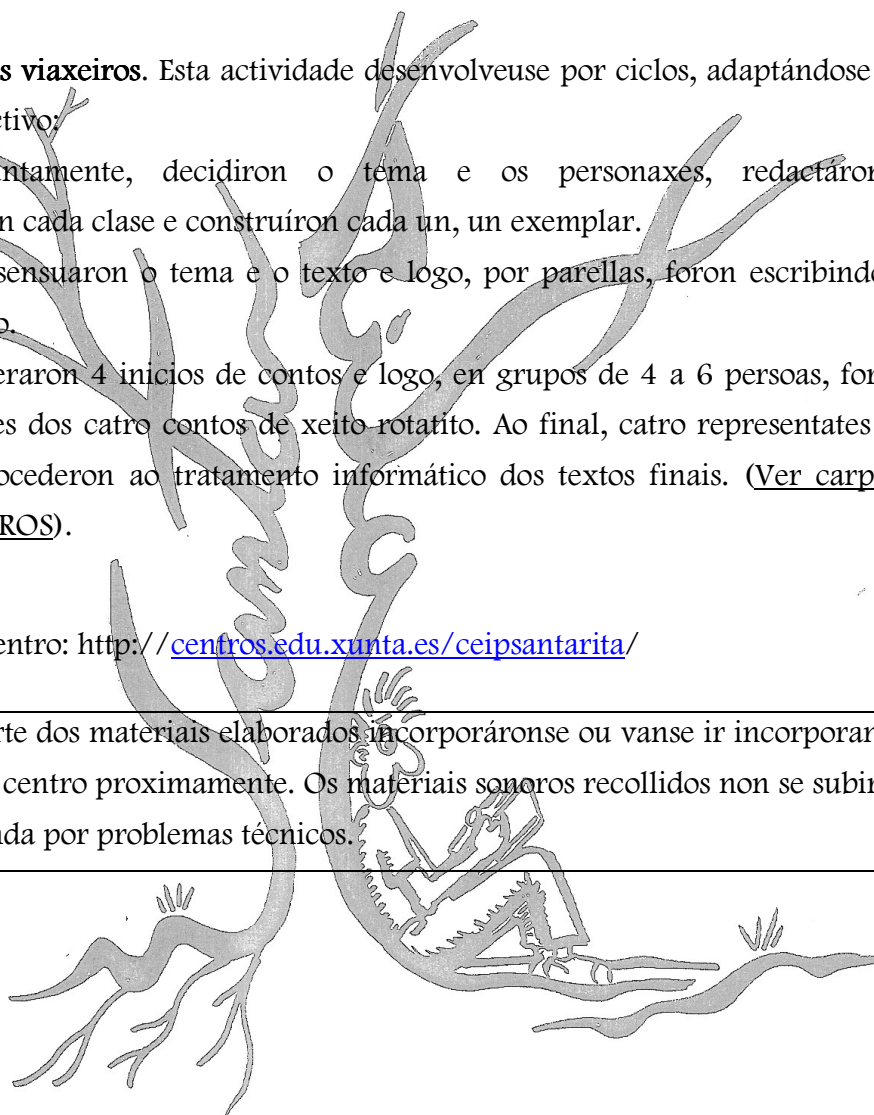 s viaxeiros. Esta actividade desenvolveuse por ciclos, adaptándose
ctivo:
ntamente, decidiron o tema e os personaxes, redactáror
n cada clase e construíron cada un, un exemplar.
sensuaron o tema e o texto e logo, por parellas, foron escribindo
o.
eraron 4 inicios de contos e logo, en grupos de 4 a 6 persoas, for
es dos catro contos de xeito rotatito. Ao final, catro representates
ocederon ao tratamento informático dos textos finais. (Ver carp
ROS).
entro: http://centros.edu.xunta.es/ceipsantarita/
rte dos materiais elaborados incorporáronse ou vanse ir incorporar
centro proximamente. Os materiais sonoros recollidos non se subir
nda por problemas técnicos.